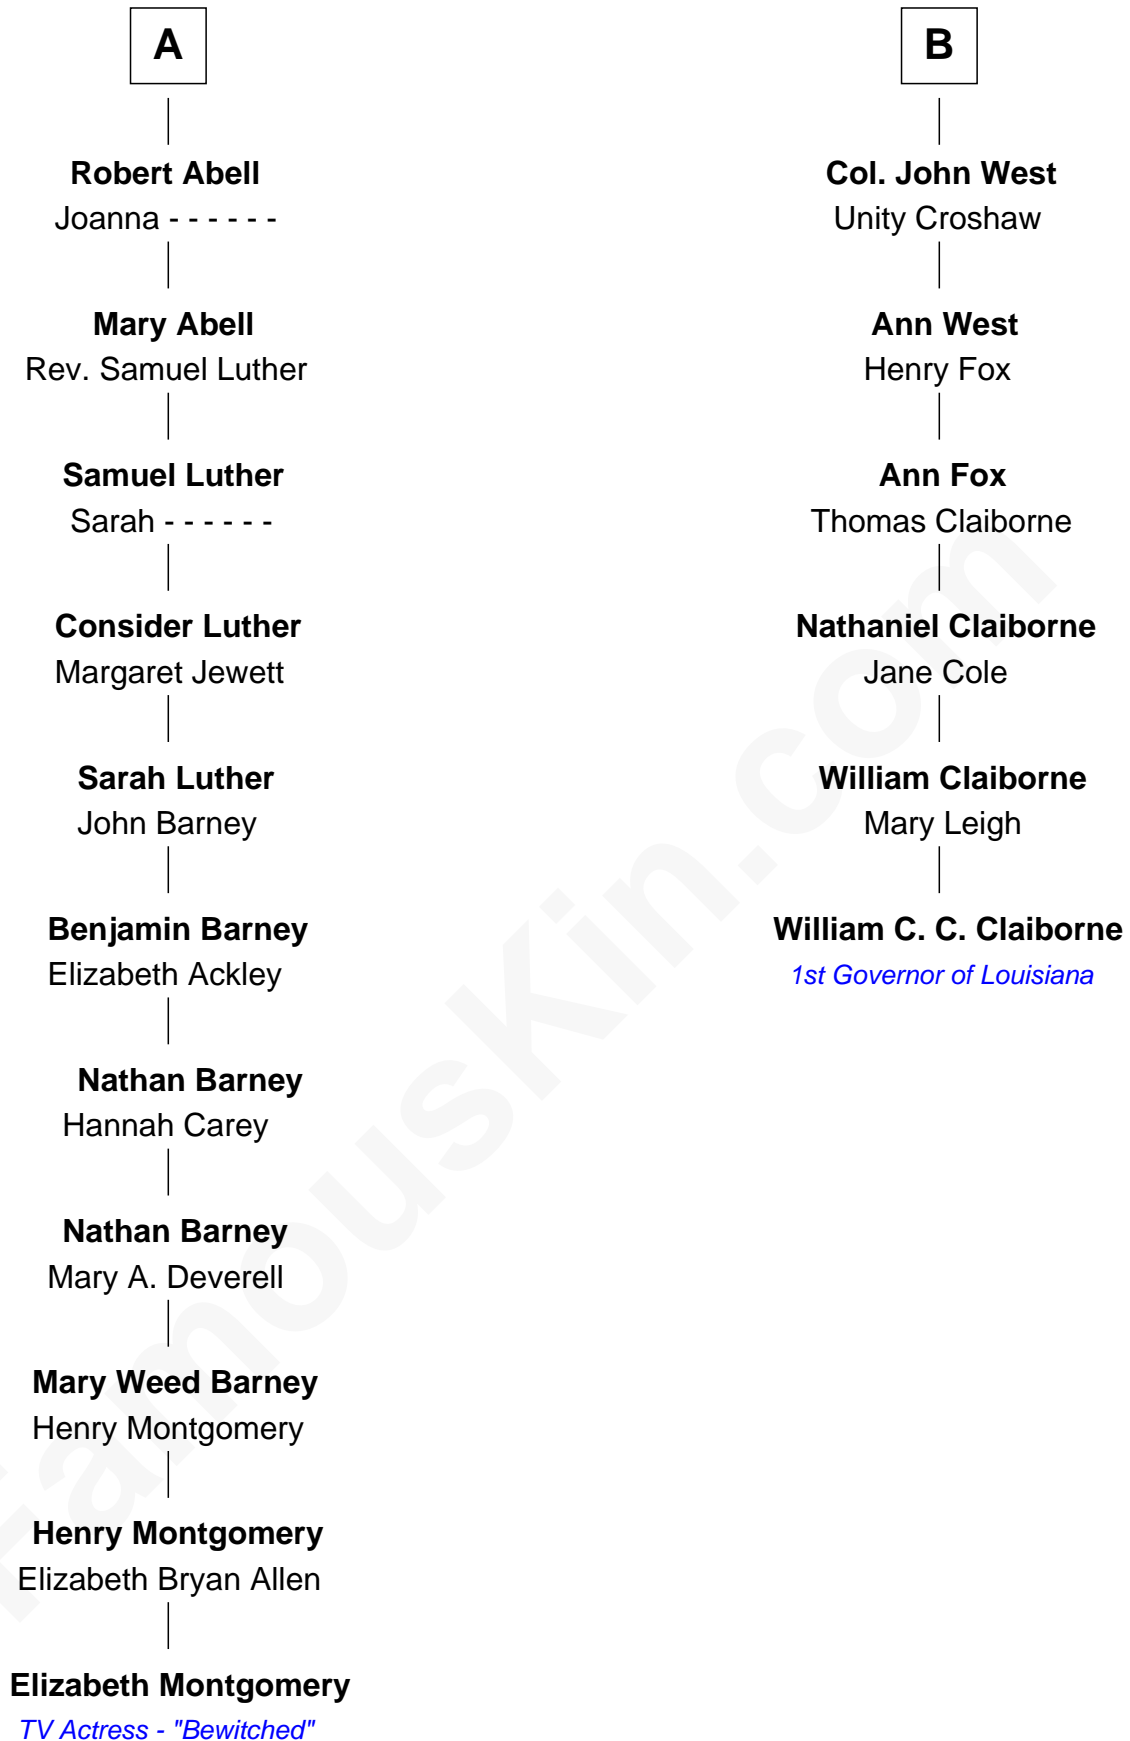 A
Robert Abell
Joanna - - - - - -
Mary Abell
Rev. Samuel Luther
Samuel Luther
Sarah - - - - - -
Consider Luther
Margaret Jewett
Sarah Luther
John Barney
Benjamin Barney
Elizabeth Ackley
Nathan Barney
Hannah Carey
Nathan Barney
Mary A. Deverell
Mary Weed Barney
Henry Montgomery
Henry Montgomery
Elizabeth Bryan Allen
Elizabeth Montgomery
TV Actress - "Bewitched"
B
Col. John West
Unity Croshaw
Ann West
Henry Fox
Ann Fox
Thomas Claiborne
Nathaniel Claiborne
Jane Cole
William Claiborne
Mary Leigh
William C. C. Claiborne
1st Governor of Louisiana
FamousKin.com